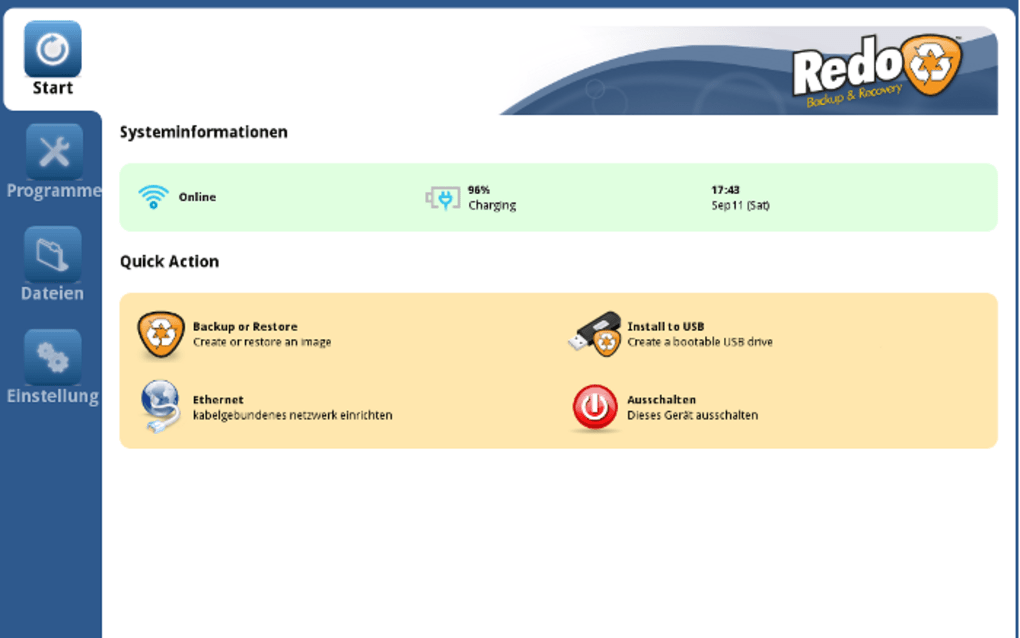 Start
Programme
Dateien
Einstellung
Redo
Backup & Recovery
Systeminformationen
Online
96%
Charging
17:43
Sep 11 (Sat)
Quick Action
Backup or Restore
Create or restore an image
Install to USB
Create a bootable USB drive
Ethernet
kabelgebundenes netzwerk einrichten
Ausschalten
Dieses Gerät ausschalten